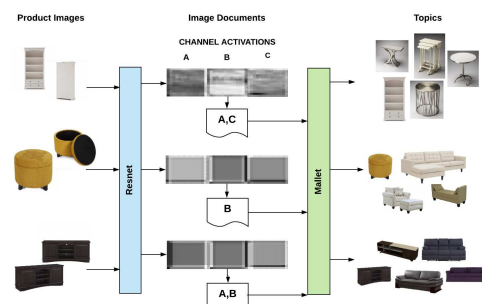 Product Images
Image Documents
Topics
CHANNEL ACTIVATIONS
A
B
C
A,C
Resnet
Mallet
B
A,B